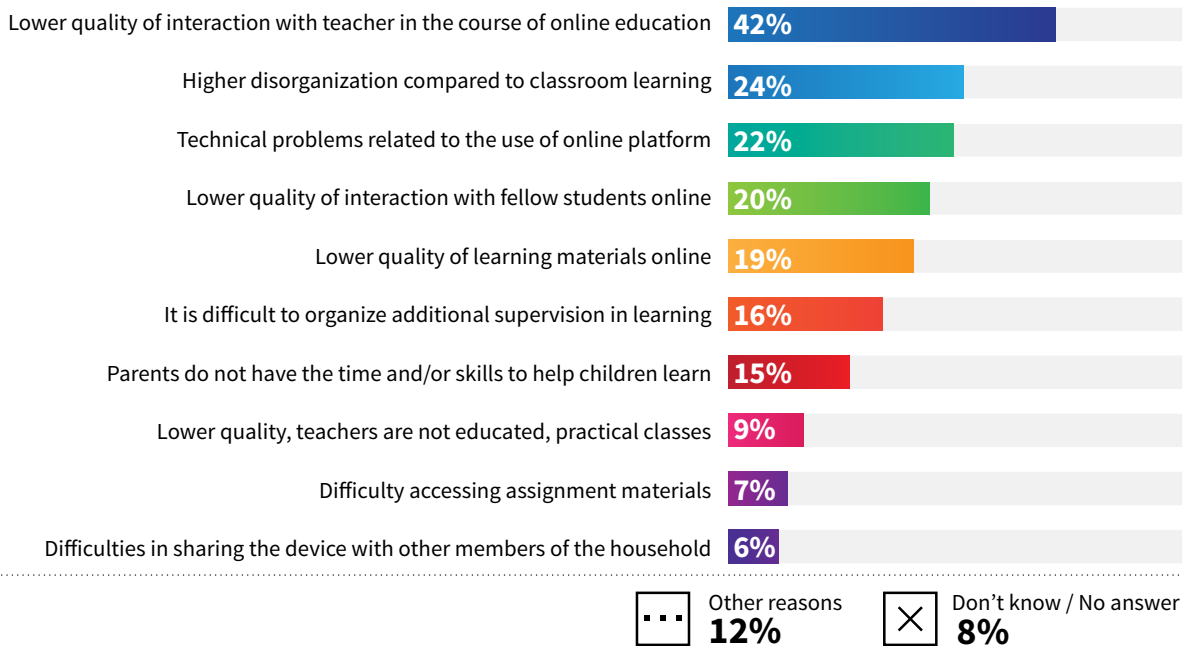 Lower quality of interaction with teacher in the course of online education 42%
Higher disorganization compared to classroom learning 24%
Technical problems related to the use of online platform 22%
Lower quality of interaction with fellow students online 20%
Lower quality of learning materials online 19%
It is difficult to organize additional supervision in learning 16%
Parents do not have the time and/or skills to help children learn 15%
Lower quality, teachers are not educated, practical classes 9%
Difficulty accessing assignment materials 7%
Difficulties in sharing the device with other members of the household 6%
Other reasons
12%
Don’t know / No answer
8%